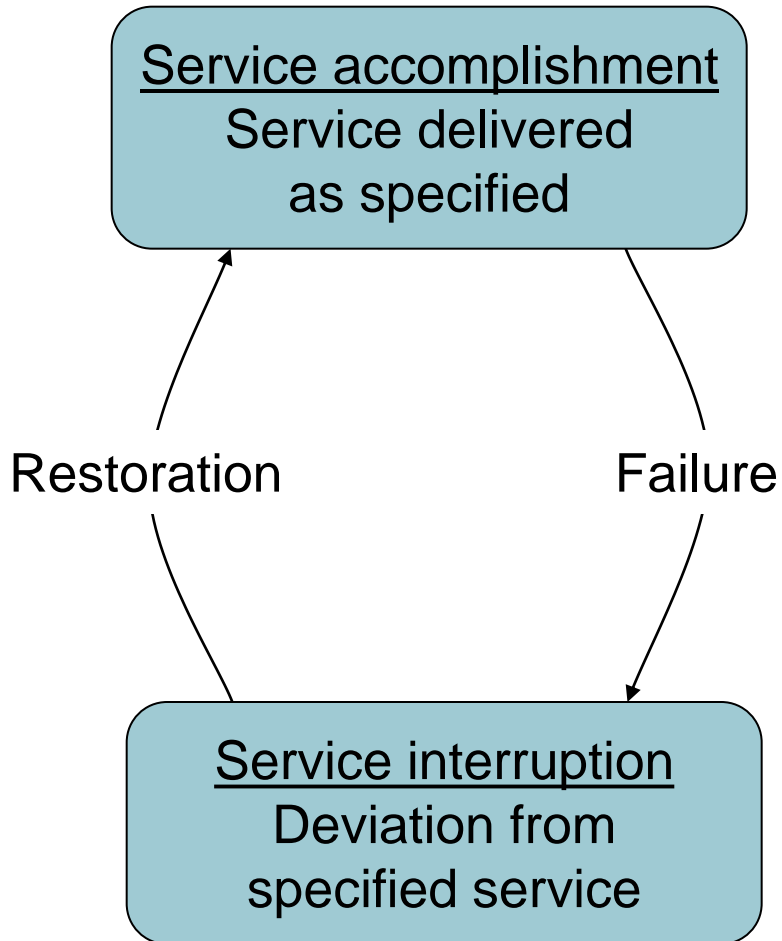 Service accomplishment
Service delivered
as specified
Restoration
Failure
Service interruption
Deviation from
specified service